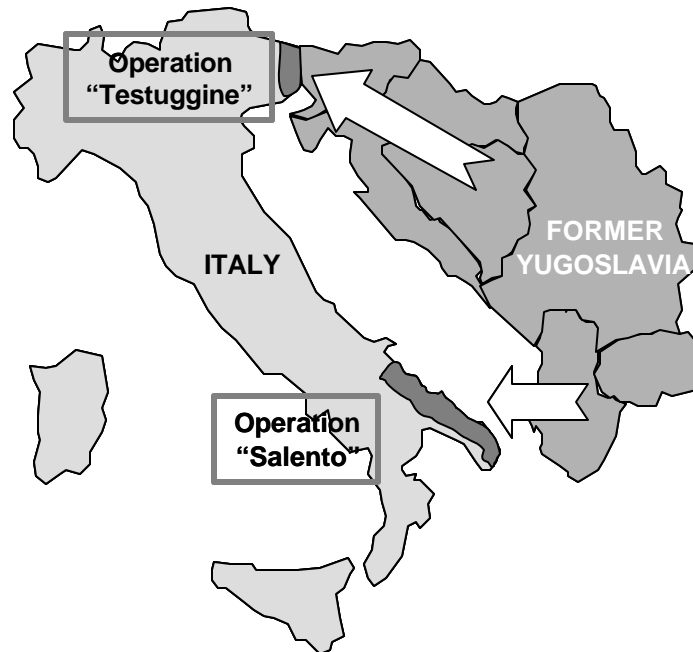 Operation
“Testuggine”
FORMER
YUGOSLAVIA
ITALY
Operation
“Salento”